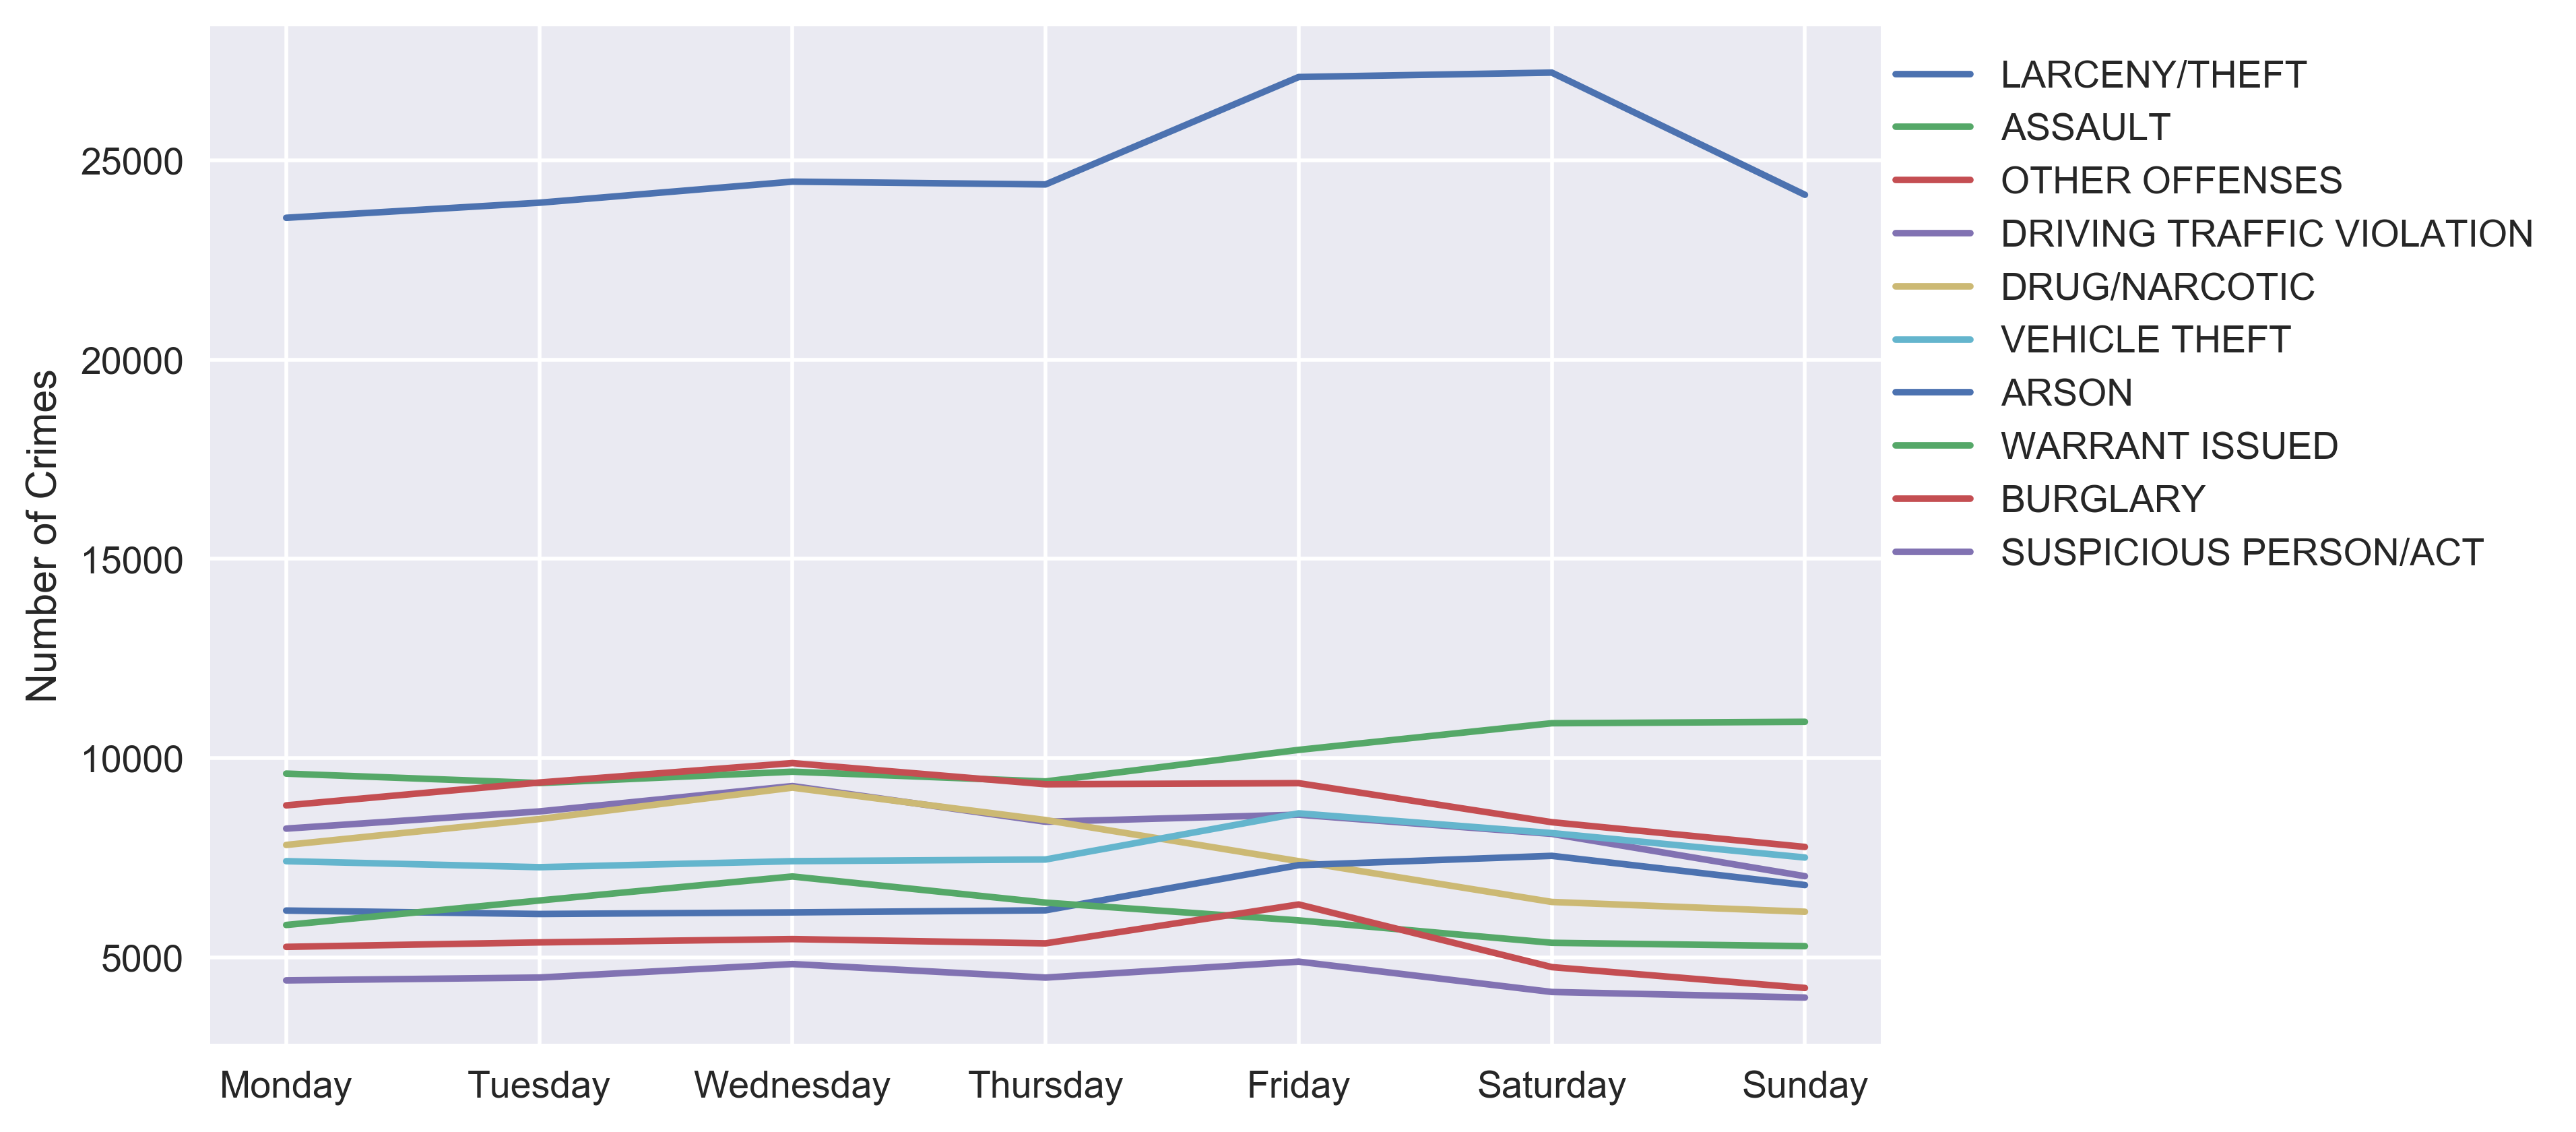 Number of Crimes
25000
20000
15000
10000
5000
Monday
Tuesday
Wednesday
Thursday
Friday
Saturday
Sunday
LARCENY/THEFT
ASSAULT
OTHER OFFENSES
DRIVING TRAFFIC VIOLATION
DRUG/NARCOTIC
VEHICLE THEFT
ARSON
WARRANT ISSUED
BURGLARY
SUSPICIOUS PERSON/ACT